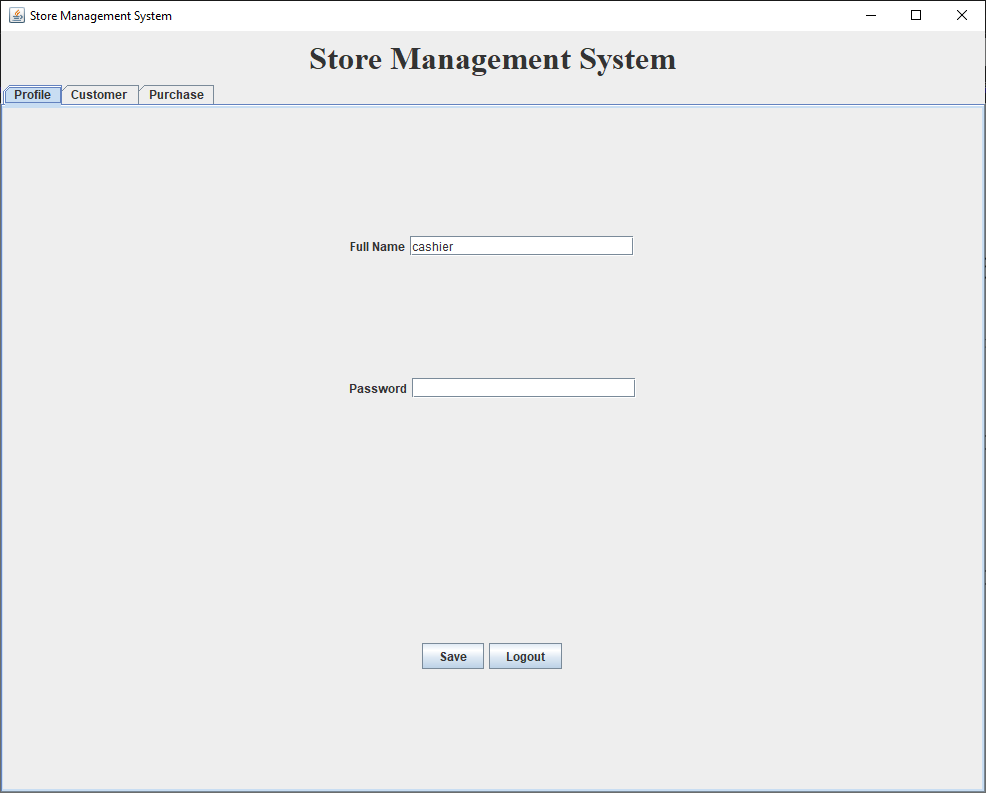 Store Management System
Store Management System
Profile Customer Purchase
Full Name cashier
Password
Save Logout